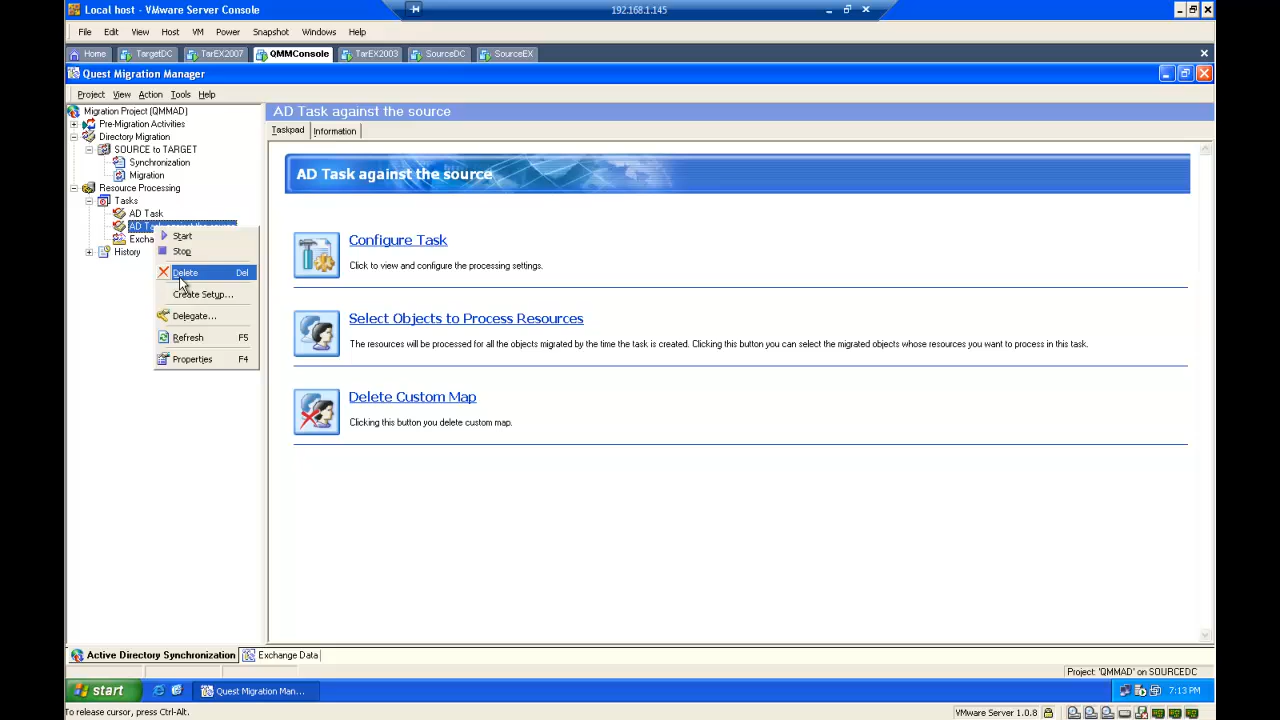 Local host - VMware Server Console
192.168.1.145
File Edit View Host VM Power Snapshot Windows Help
Home TargetDC TarEX2007 QMMConsole TarEX2003 SourceDC SourceEX
Quest Migration Manager
Project View Action Tools Help
Migration Project (QMMAD)
Pre-Migration Activities
Directory Migration
SOURCE to TARGET
Synchronization
Migration
Resource Processing
Tasks
AD Task
AD Task against the source
Excha
History
Start
Stop
Delete Del
Create Setup...
Delegate...
Refresh F5
Properties F4
AD Task against the source
Taskpad Information
AD Task against the source
Configure Task
Click to view and configure the processing settings.
Select Objects to Process Resources
The resources will be processed for all the objects migrated by the time the task is created. Clicking this button you can select the migrated objects whose resources you want to process in this task.
Delete Custom Map
Clicking this button you delete custom map.
Active Directory Synchronization Exchange Data
Project: 'QMMAD' on SOURCEDC
start Quest Migration Man... 7:13 PM
To release cursor, press Ctrl-Alt. VMware Server 1.0.8